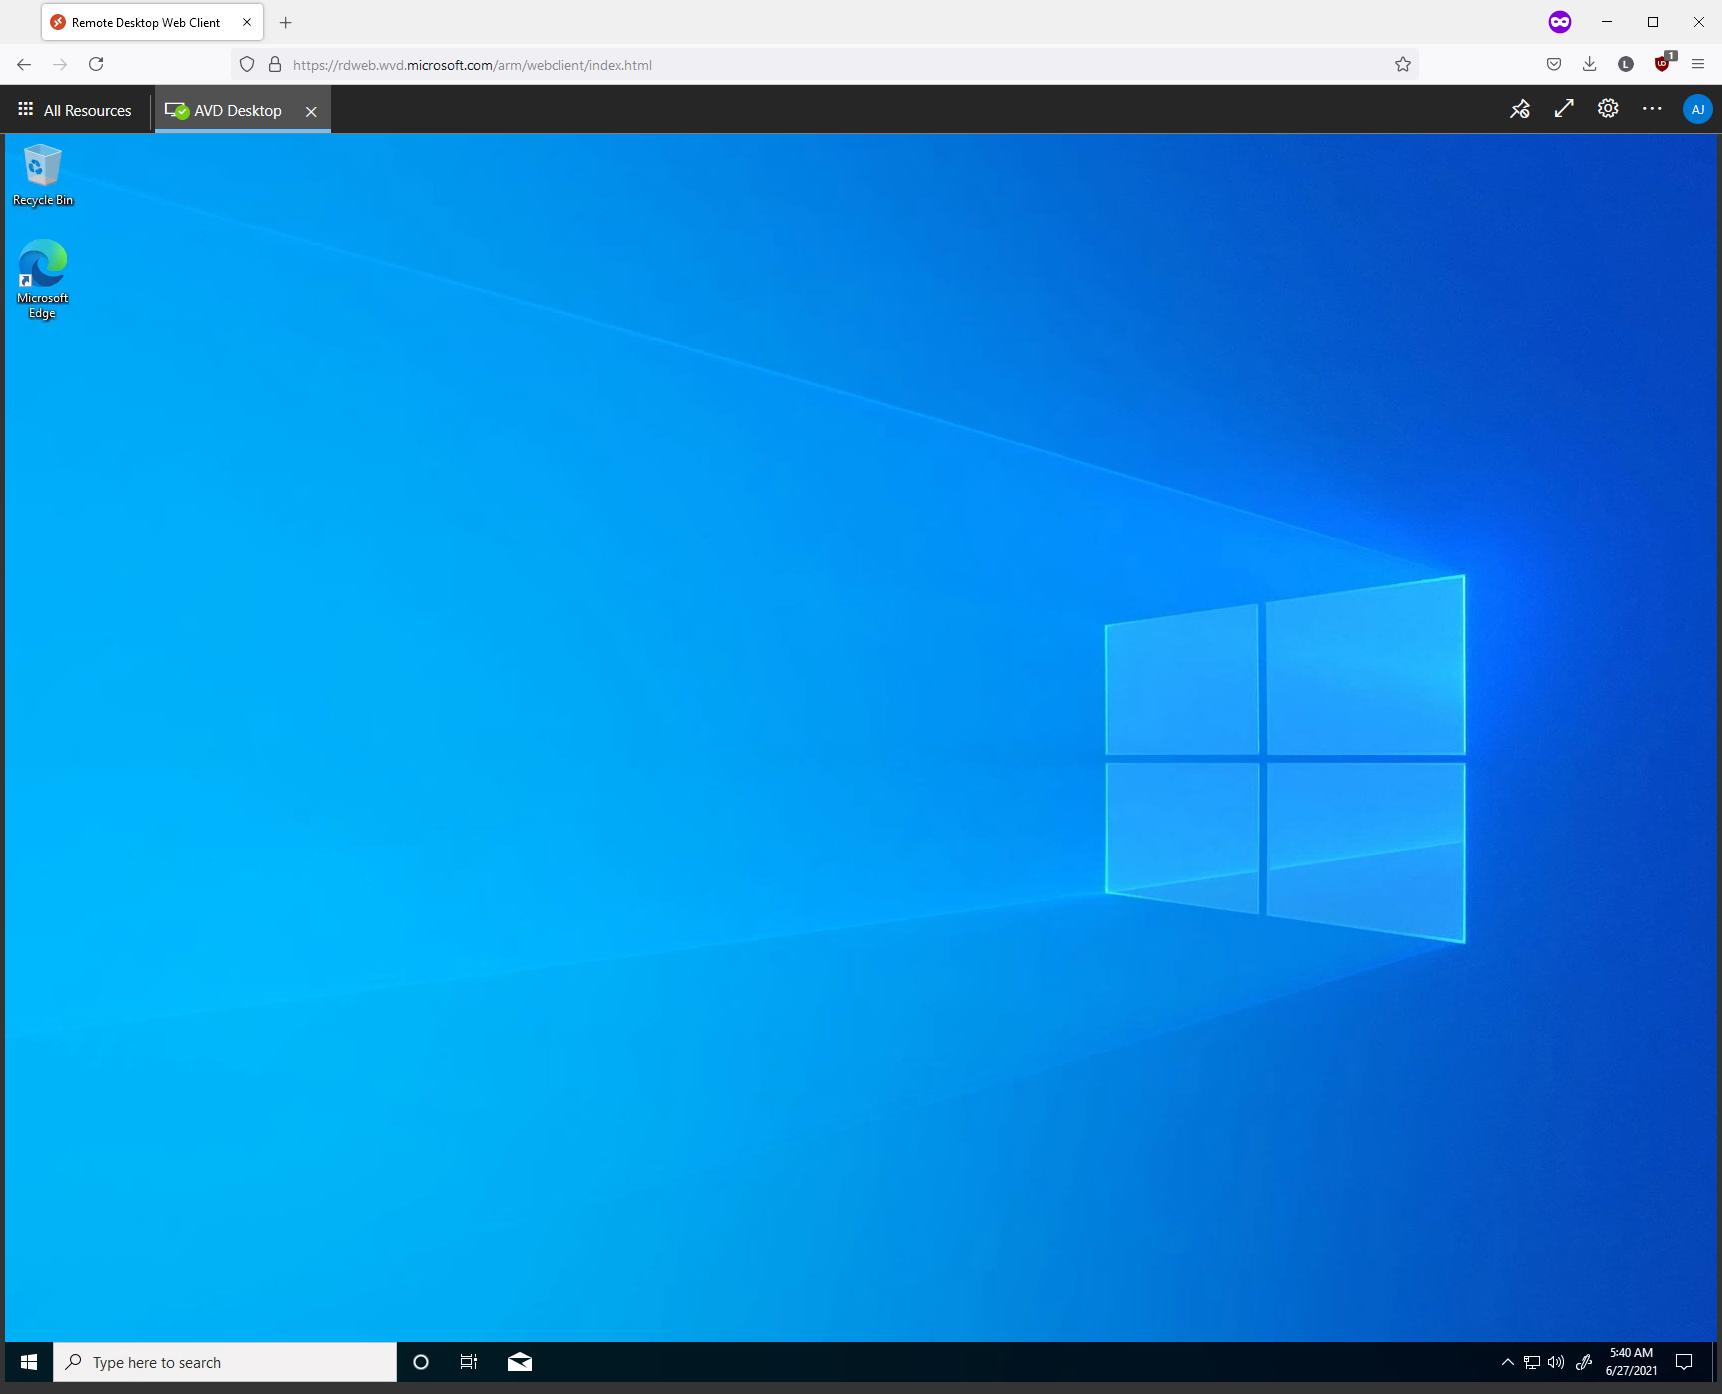 Remote Desktop Web Client
https://rdweb.wvd.microsoft.com/arm/webclient/index.html
L
1
All Resources
AVD Desktop
AJ
Recycle Bin
Microsoft
Edge
Type here to search
5:40 AM
6/27/2021